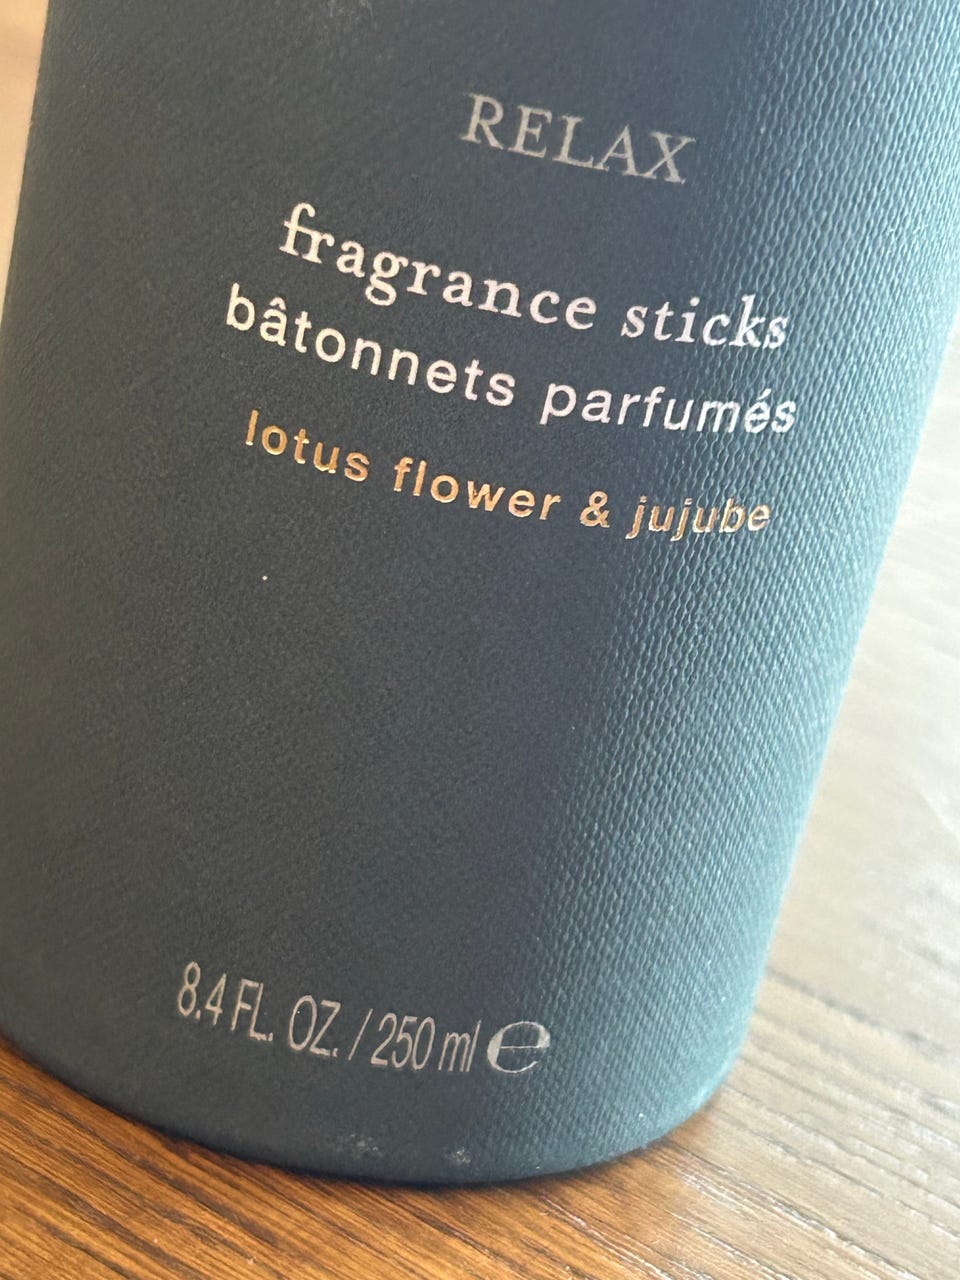 RELAX
fragrance sticks
bâtonnets parfumés
lotus flower & jujube
8.4 FL. OZ. / 250 ml ℮